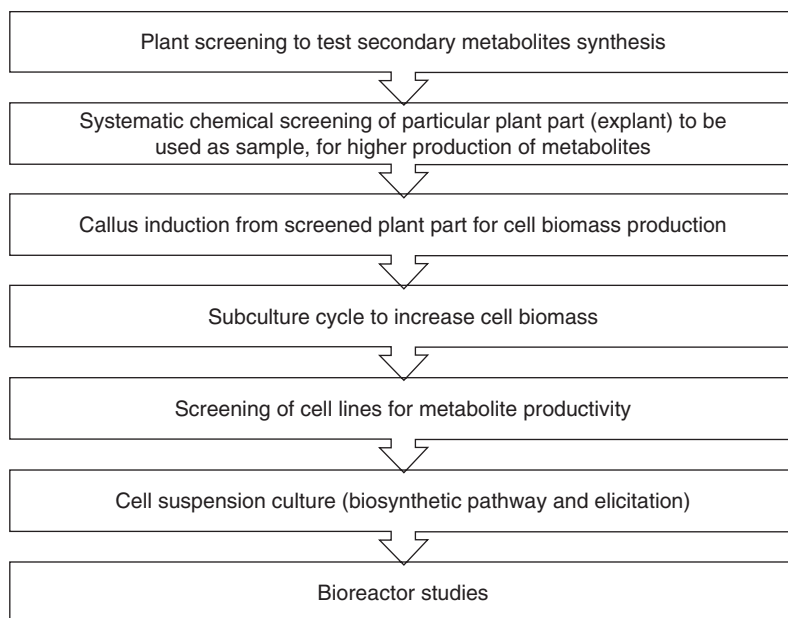 Plant screening to test secondary metabolites synthesis
Systematic chemical screening of particular plant part (explant) to be
used as sample, for higher production of metabolites
Callus induction from screened plant part for cell biomass production
Subculture cycle to increase cell biomass
Screening of cell lines for metabolite productivity
Cell suspension culture (biosynthetic pathway and elicitation)
Bioreactor studies